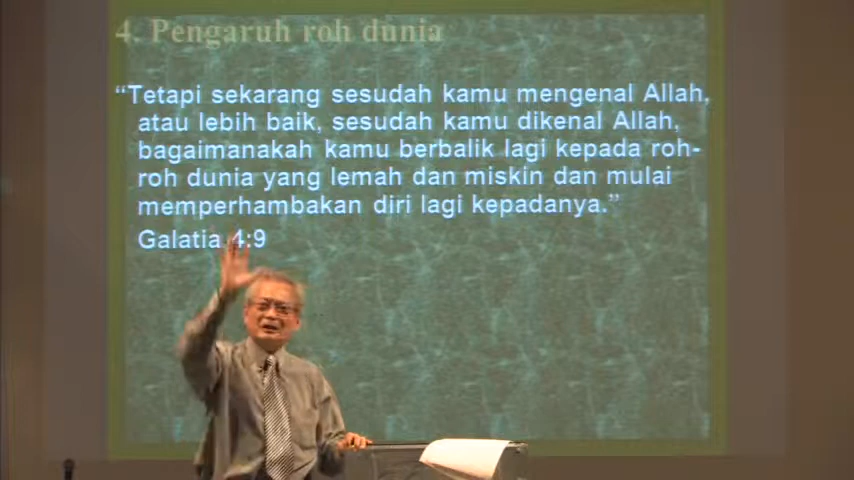 4. Pengaruh roh dunia
“Tetapi sekarang sesudah kamu mengenal Allah,
atau lebih baik, sesudah kamu dikenal Allah,
bagaimanakah kamu berbalik lagi kepada roh-
roh dunia yang lemah dan miskin dan mulai
memperhambakan diri lagi kepadanya.”
Galatia 4:9